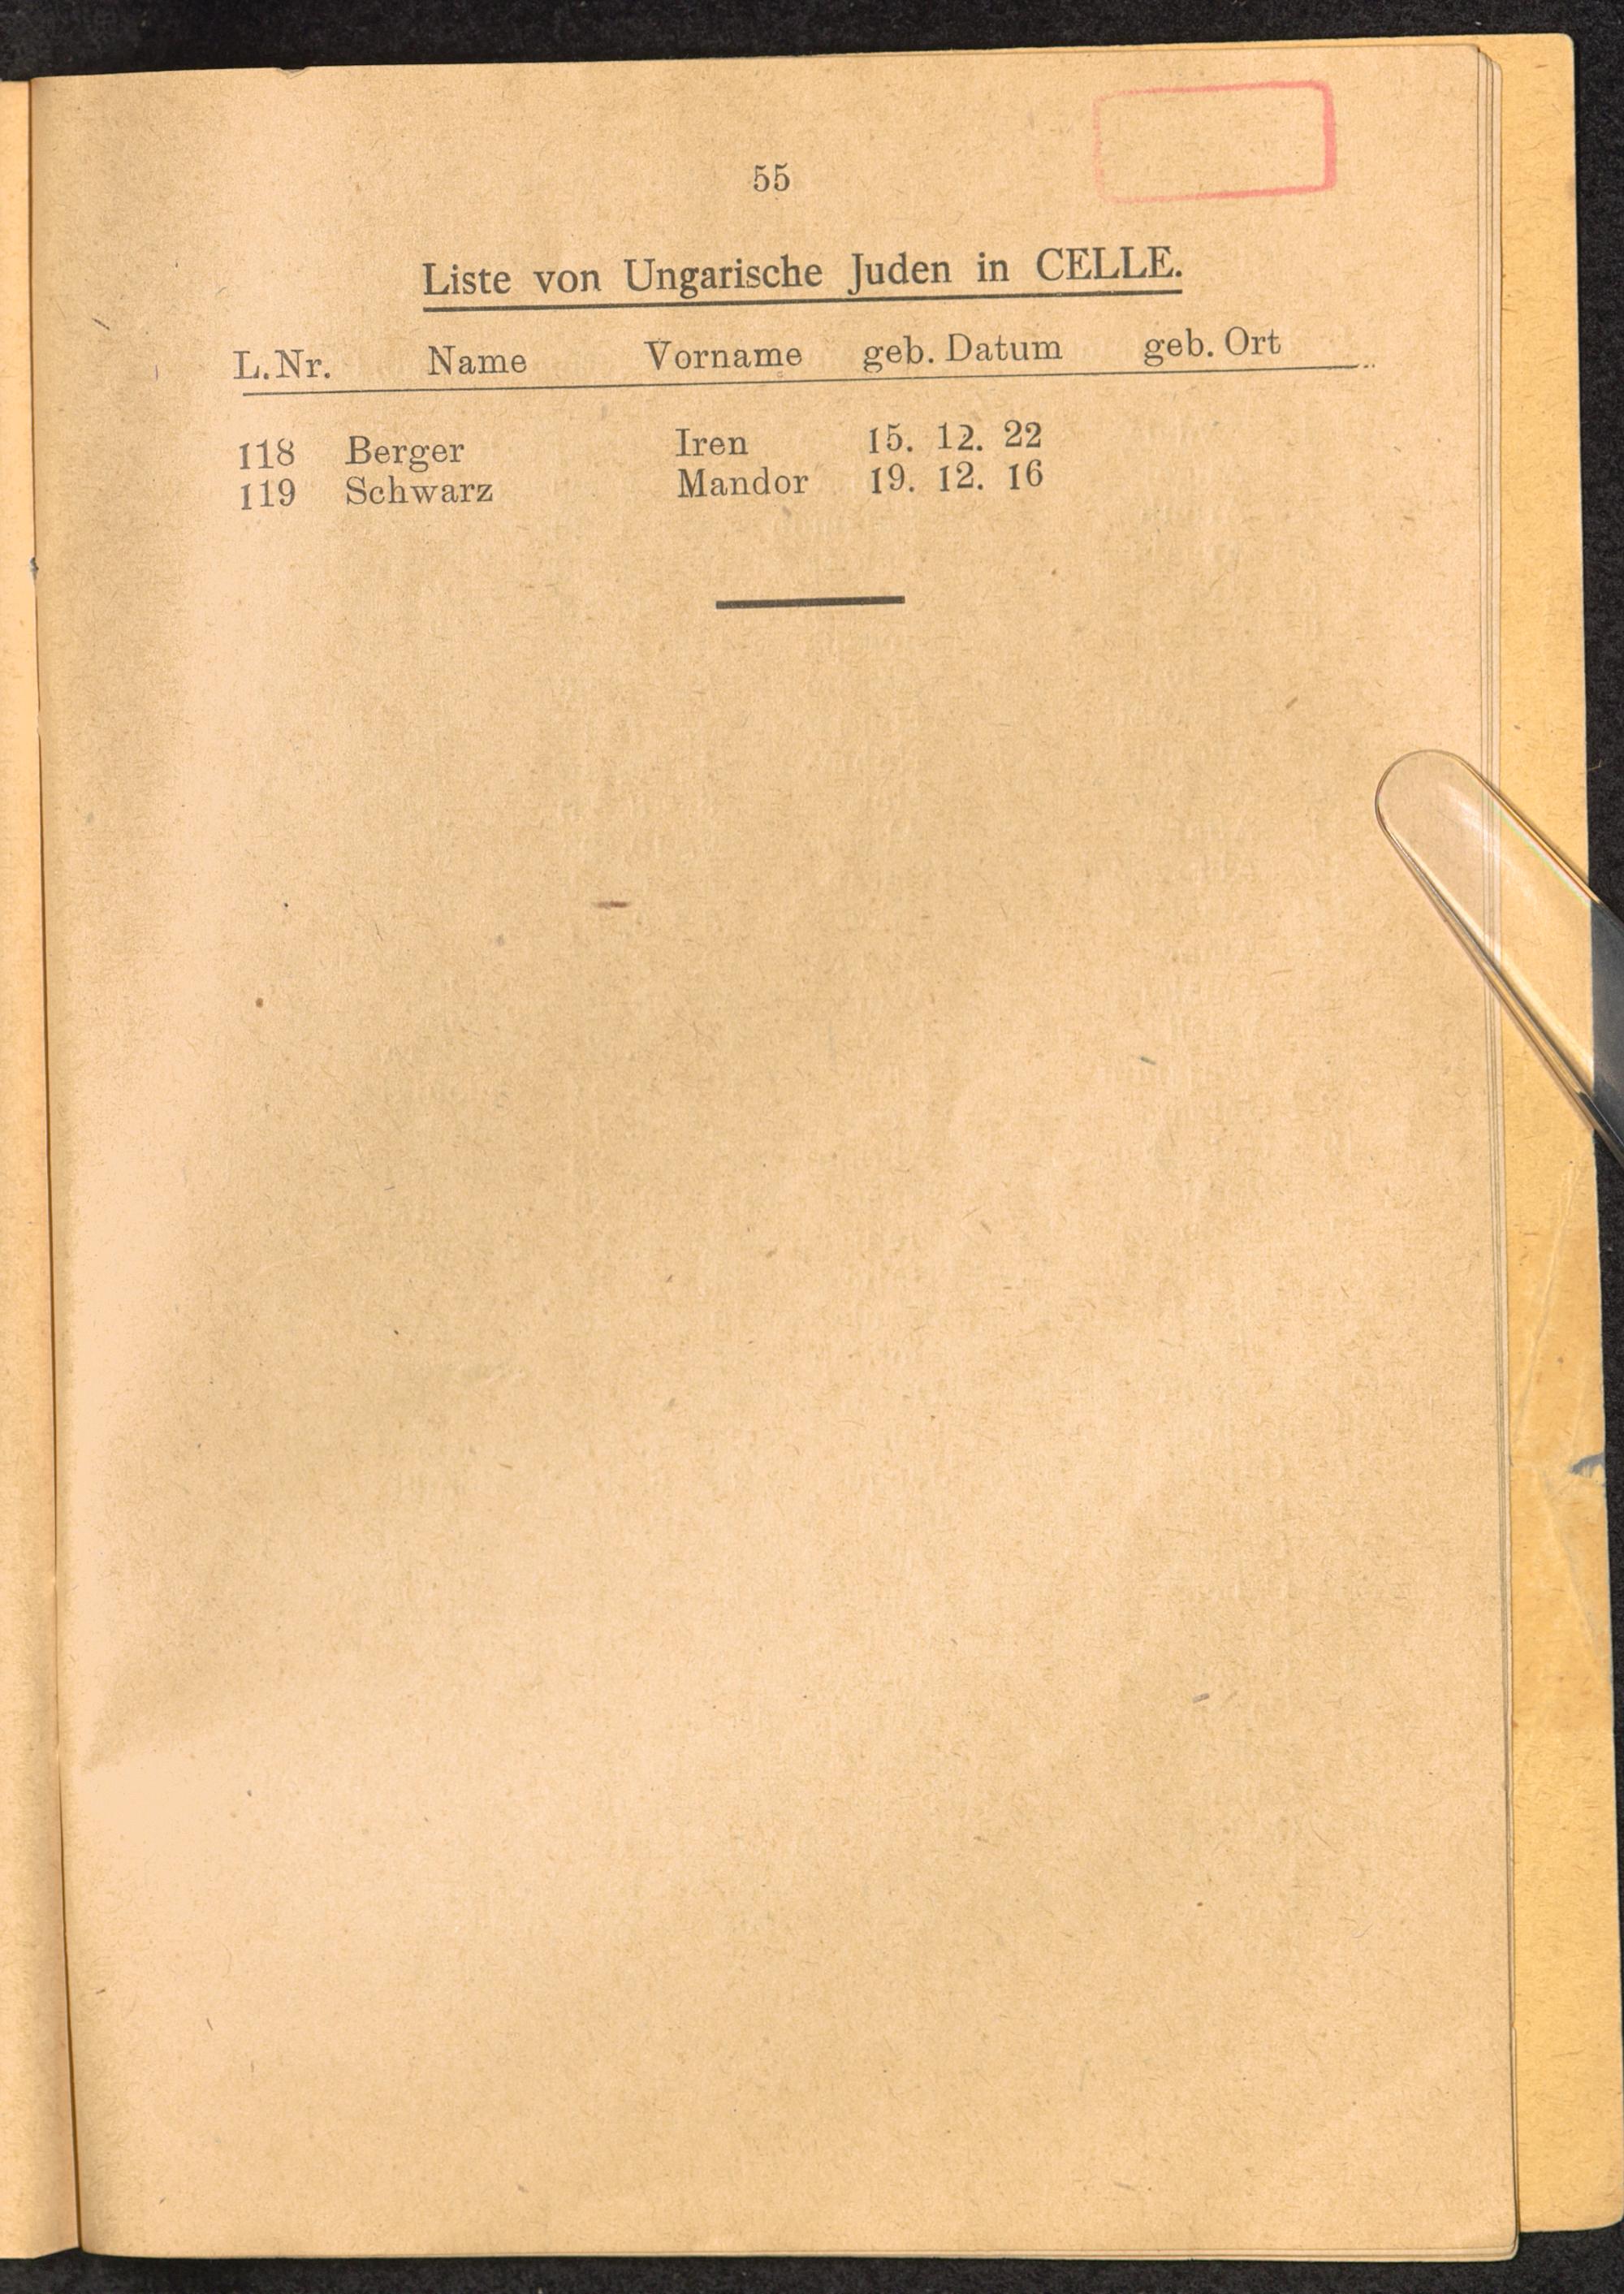 55
Liste von Ungarische Juden in CELLE.
L. Nr. Name Vorname geb. Datum geb. Ort
118 Berger Iren 15. 12. 22
119 Schwarz Mandor 19. 12. 16